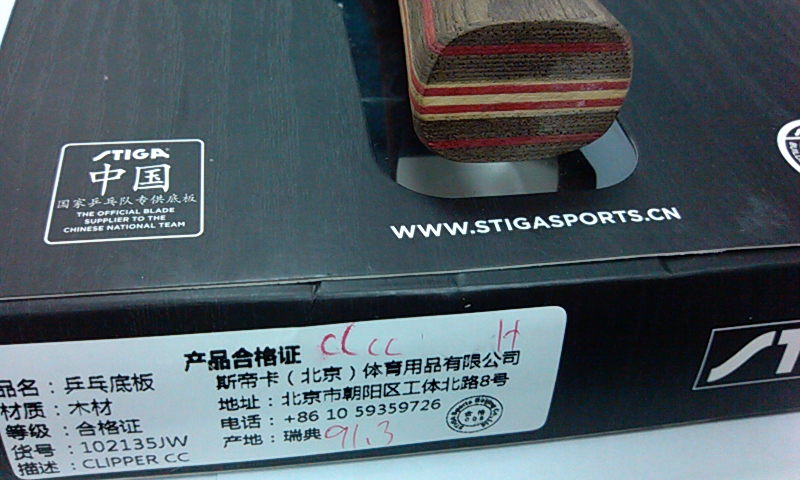 STIGA
中国
国家乒乓队专供底板
THE OFFICIAL BLADE
SUPPLIER TO THE
CHINESE NATIONAL TEAM
WWW.STIGASPORTS.CN
产品合格证 CL CC H
品名：乒乓底板
材质：木材
等级：合格证
货号：102135JW
描述：CLIPPER CC
斯帝卡（北京）体育用品有限公司
地址：北京市朝阳区工体北路8号
电话：+86 10 59359726
产地：瑞典 91.3
合格
ST